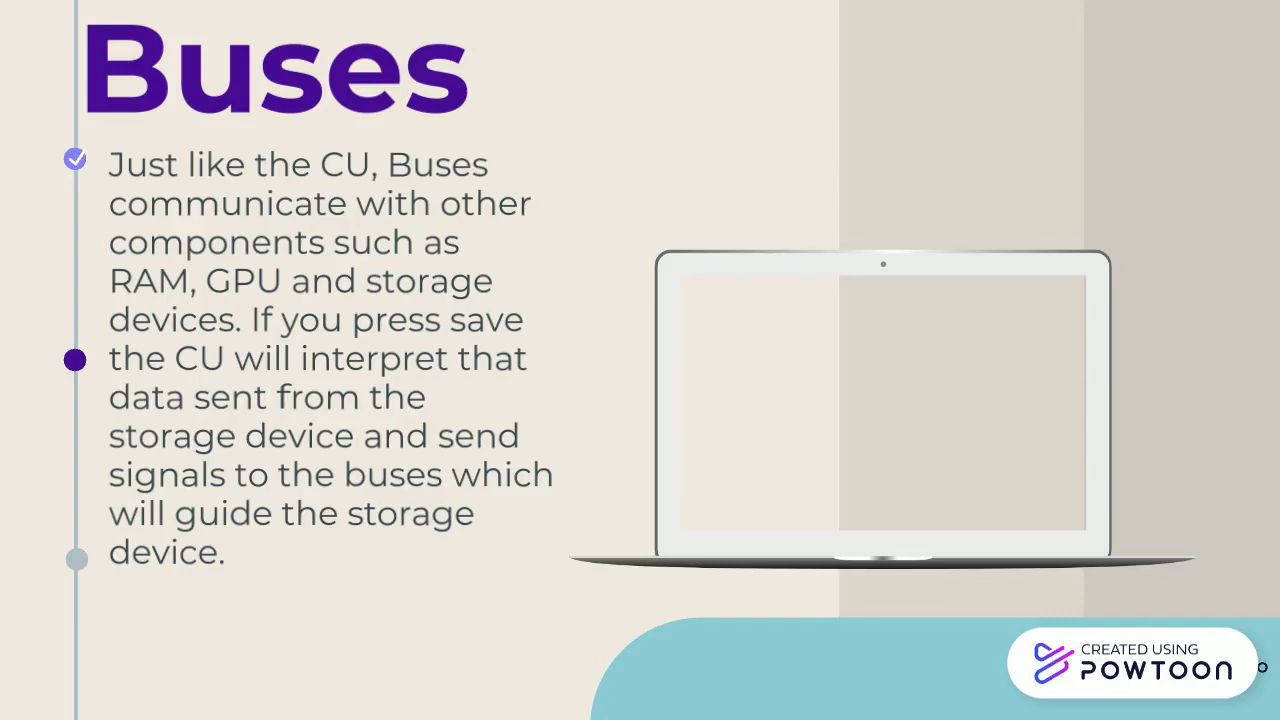 Buses
Just like the CU, Buses
communicate with other
components such as
RAM, GPU and storage
devices. If you press save
the CU will interpret that
data sent from the
storage device and send
signals to the buses which
will guide the storage
device.
CREATED USING
POWTOON